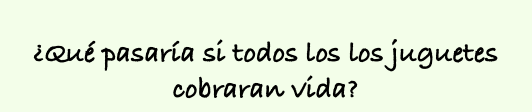 ¿Qué pasaría si todos los los juguetes
cobraran vida?